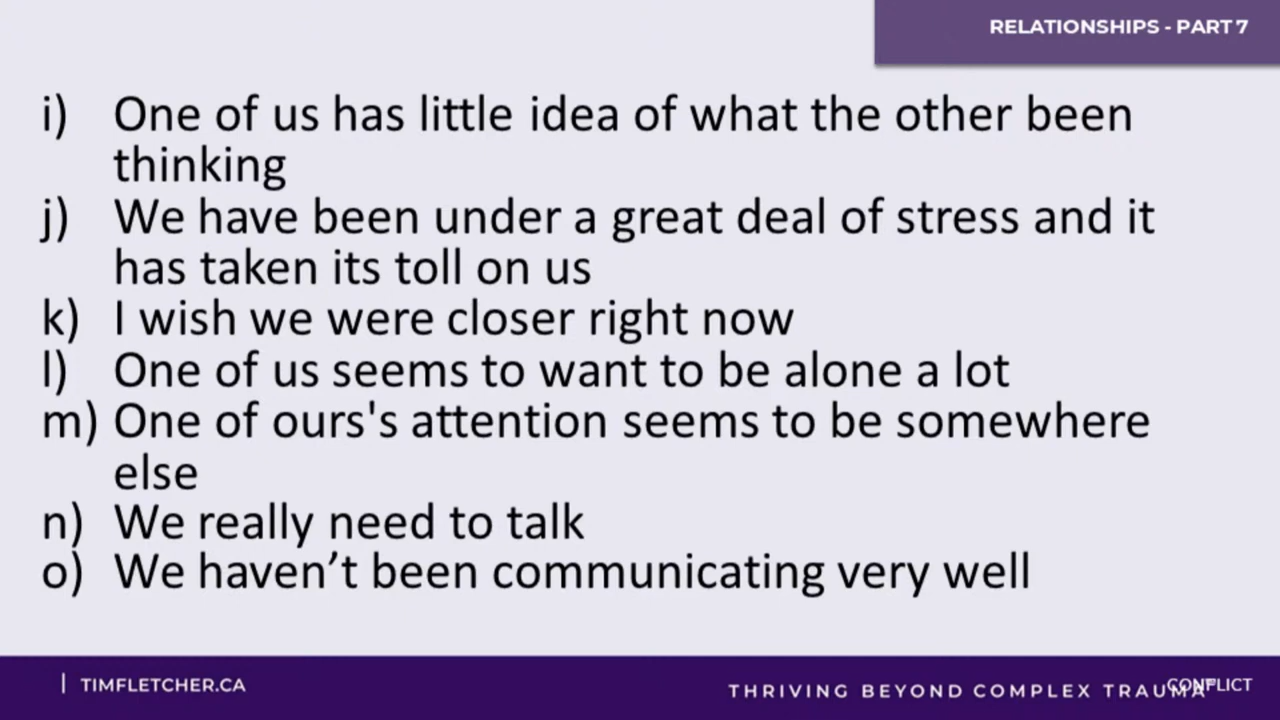 RELATIONSHIPS - PART 7
i) One of us has little idea of what the other been
thinking
j) We have been under a great deal of stress and it
has taken its toll on us
k) I wish we were closer right now
l) One of us seems to want to be alone a lot
m) One of ours's attention seems to be somewhere
else
n) We really need to talk
o) We haven’t been communicating very well
| TIMFLETCHER.CA
THRIVING BEYOND COMPLEX TRAUMA
CONFLICT